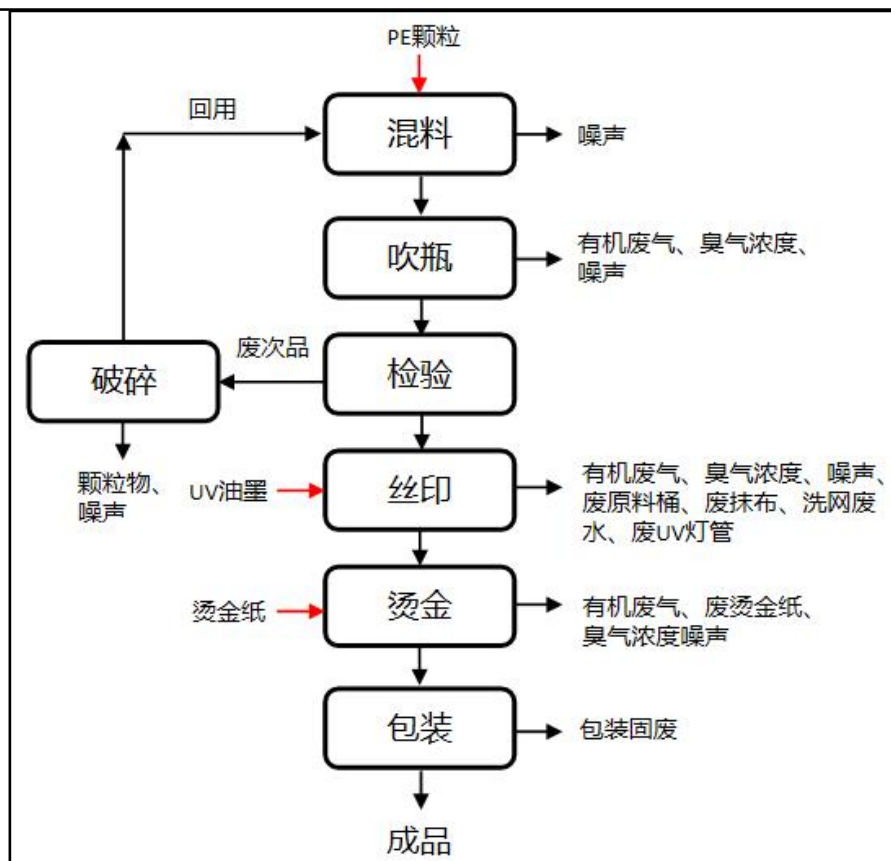 PE颗粒
回用
混料
噪声
吹瓶
有机废气、臭气浓度、
噪声
废次品
破碎
检验
颗粒物、
噪声
UV油墨
丝印
有机废气、臭气浓度、噪声、
废原料桶、废抹布、洗网废
水、废UV灯管
烫金纸
烫金
有机废气、废烫金纸、
臭气浓度噪声
包装
包装固废
成品